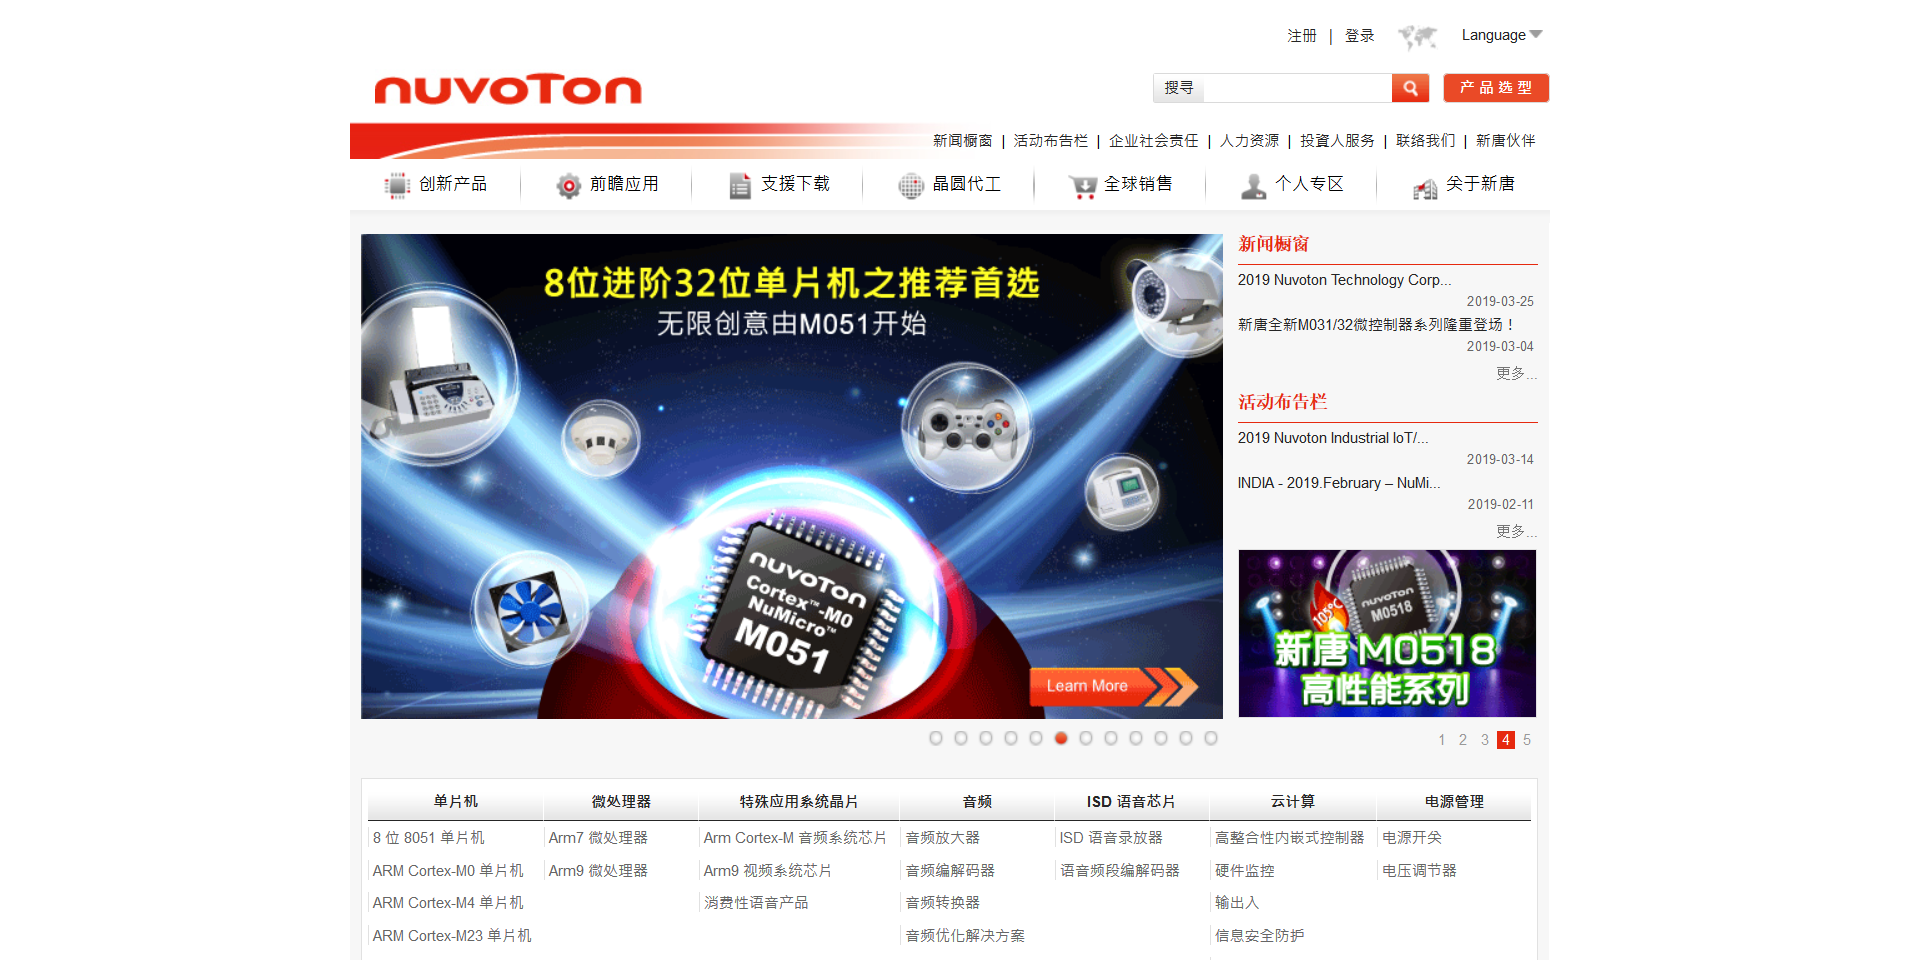 注册 | 登录 Language
nuvoTon
搜寻 产品选型
新闻橱窗 | 活动布告栏 | 企业社会责任 | 人力资源 | 投資人服务 | 联络我们 | 新唐伙伴
创新产品 前瞻应用 支援下载 晶圆代工 全球销售 个人专区 关于新唐
8位进阶32位单片机之推荐首选
无限创意由M051开始
nuvoTon
Cortex™-M0
NuMicro™
M051
Learn More
新闻橱窗
2019 Nuvoton Technology Corp...
2019-03-25
新唐全新M031/32微控制器系列隆重登场！
2019-03-04
更多...
活动布告栏
2019 Nuvoton Industrial IoT/...
2019-03-14
INDIA - 2019.February – NuMi...
2019-02-11
更多...
nuvoTon
M0518
105°C
新唐 M0518
高性能系列
1 2 3 4 5
单片机 微处理器 特殊应用系统晶片 音频 ISD 语音芯片 云计算 电源管理
8 位 8051 单片机 Arm7 微处理器 Arm Cortex-M 音频系统芯片 音频放大器 ISD 语音录放器 高整合性内嵌式控制器 电源开关
ARM Cortex-M0 单片机 Arm9 微处理器 Arm9 视频系统芯片 音频编解码器 语音频段编解码器 硬件监控 电压调节器
ARM Cortex-M4 单片机 消费性语音产品 音频转换器 输出入
ARM Cortex-M23 单片机 音频优化解决方案 信息安全防护